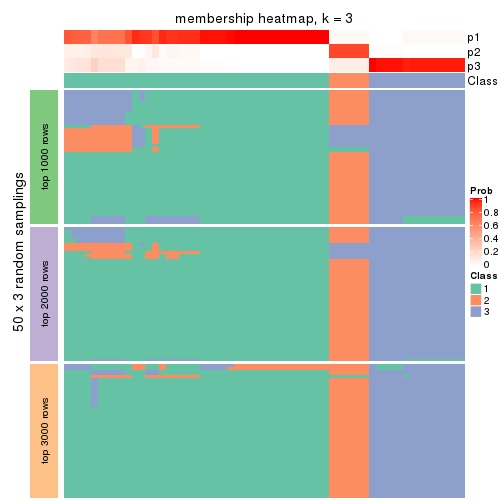 membership heatmap, k = 3
p1
p2
p3
Class
50 x 3 random samplings
top 1000 rows
top 2000 rows
top 3000 rows
Prob
1
0.8
0.6
0.4
0.2
0
Class
1
2
3